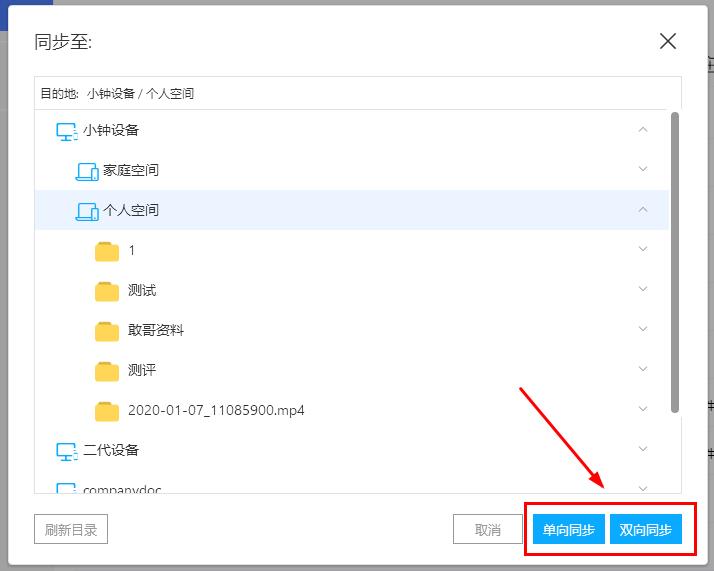 同步至:
目的地: 小钟设备 / 个人空间
小钟设备
家庭空间
个人空间
1
测试
敢哥资料
测评
2020-01-07_11085900.mp4
二代设备
companydoc
刷新目录 取消 单向同步 双向同步